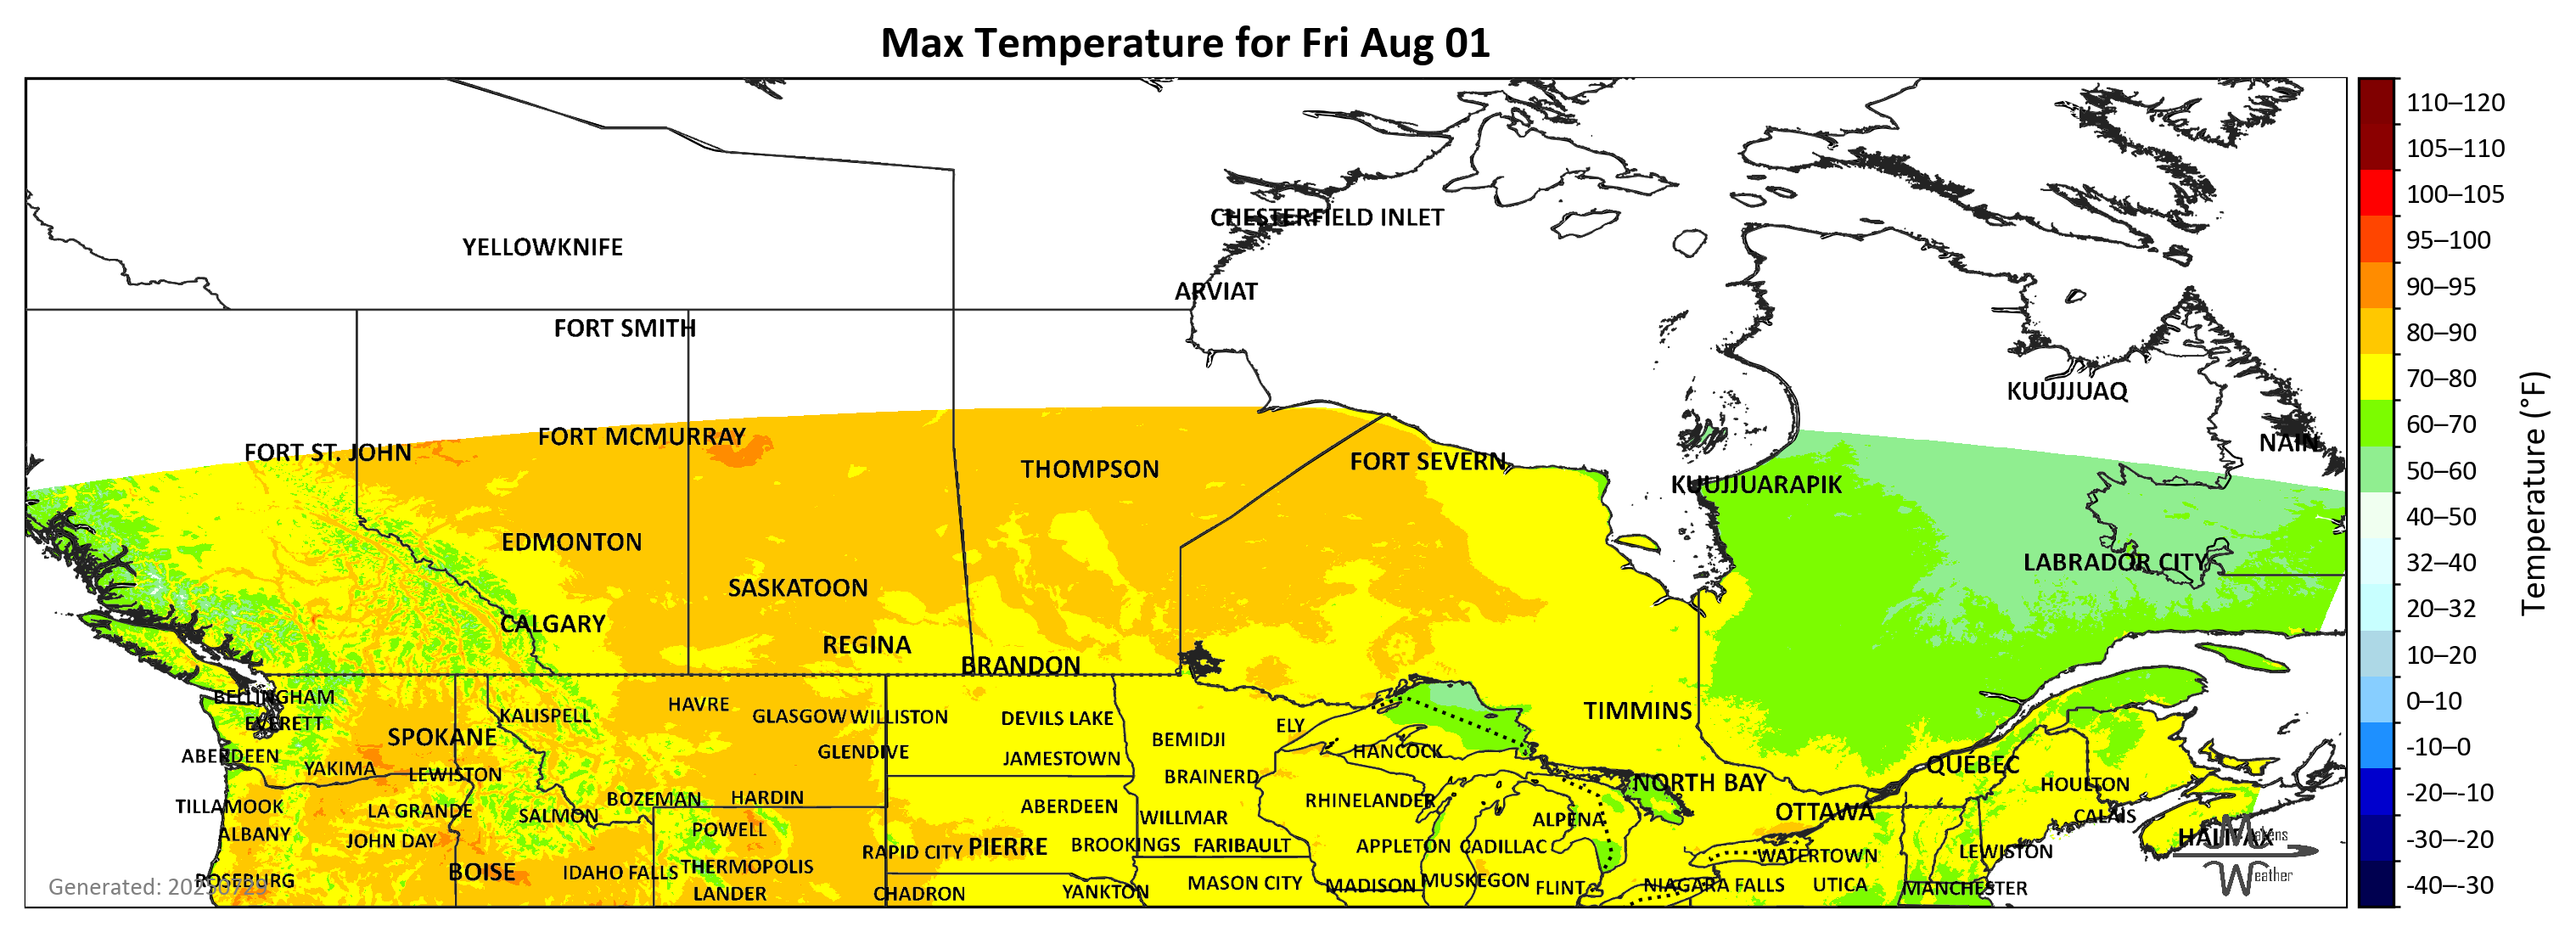 Max Temperature for Fri Aug 01
CHESTERFIELD INLET
YELLOWKNIFE
ARVIAT
FORT SMITH
KUUJJUAQ
FORT MCMURRAY
NAIN
FORT ST. JOHN
FORT SEVERN
THOMPSON
KUUJJUARAPIK
EDMONTON
LABRADOR CITY
SASKATOON
CALGARY
REGINA
BRANDON
BELLINGHAM
HAVRE
TIMMINS
KALISPELL
GLASGOW WILLISTON
DEVILS LAKE
EVERETT
ELY
SPOKANE
BEMIDJI
HANCOCK
GLENDIVE
ABERDEEN
JAMESTOWN
QUÉBEC
YAKIMA
LEWISTON
BRAINERD
NORTH BAY
HOULTON
BOZEMAN
HARDIN
RHINELANDER
TILLAMOOK
ABERDEEN
LA GRANDE
SALMON
WILLMAR
OTTAWA
CALAIS
ALPENA
POWELL
ALBANY
HALIFAX
Makens
JOHN DAY
BROOKINGS
FARIBAULT
APPLETON
CADILLAC
PIERRE
RAPID CITY
LEWISTON
WATERTOWN
THERMOPOLIS
BOISE
IDAHO FALLS
Weather
ROSEBURG
MUSKEGON
MASON CITY
MADISON
NIAGARA FALLS
UTICA
FLINT
MANCHESTER
Generated: 20250729
LANDER
CHADRON
YANKTON
110–120
105–110
100–105
95–100
90–95
80–90
70–80
60–70
50–60
40–50
32–40
20–32
10–20
0–10
-10–0
-20–-10
-30–-20
-40–-30
Temperature (°F)